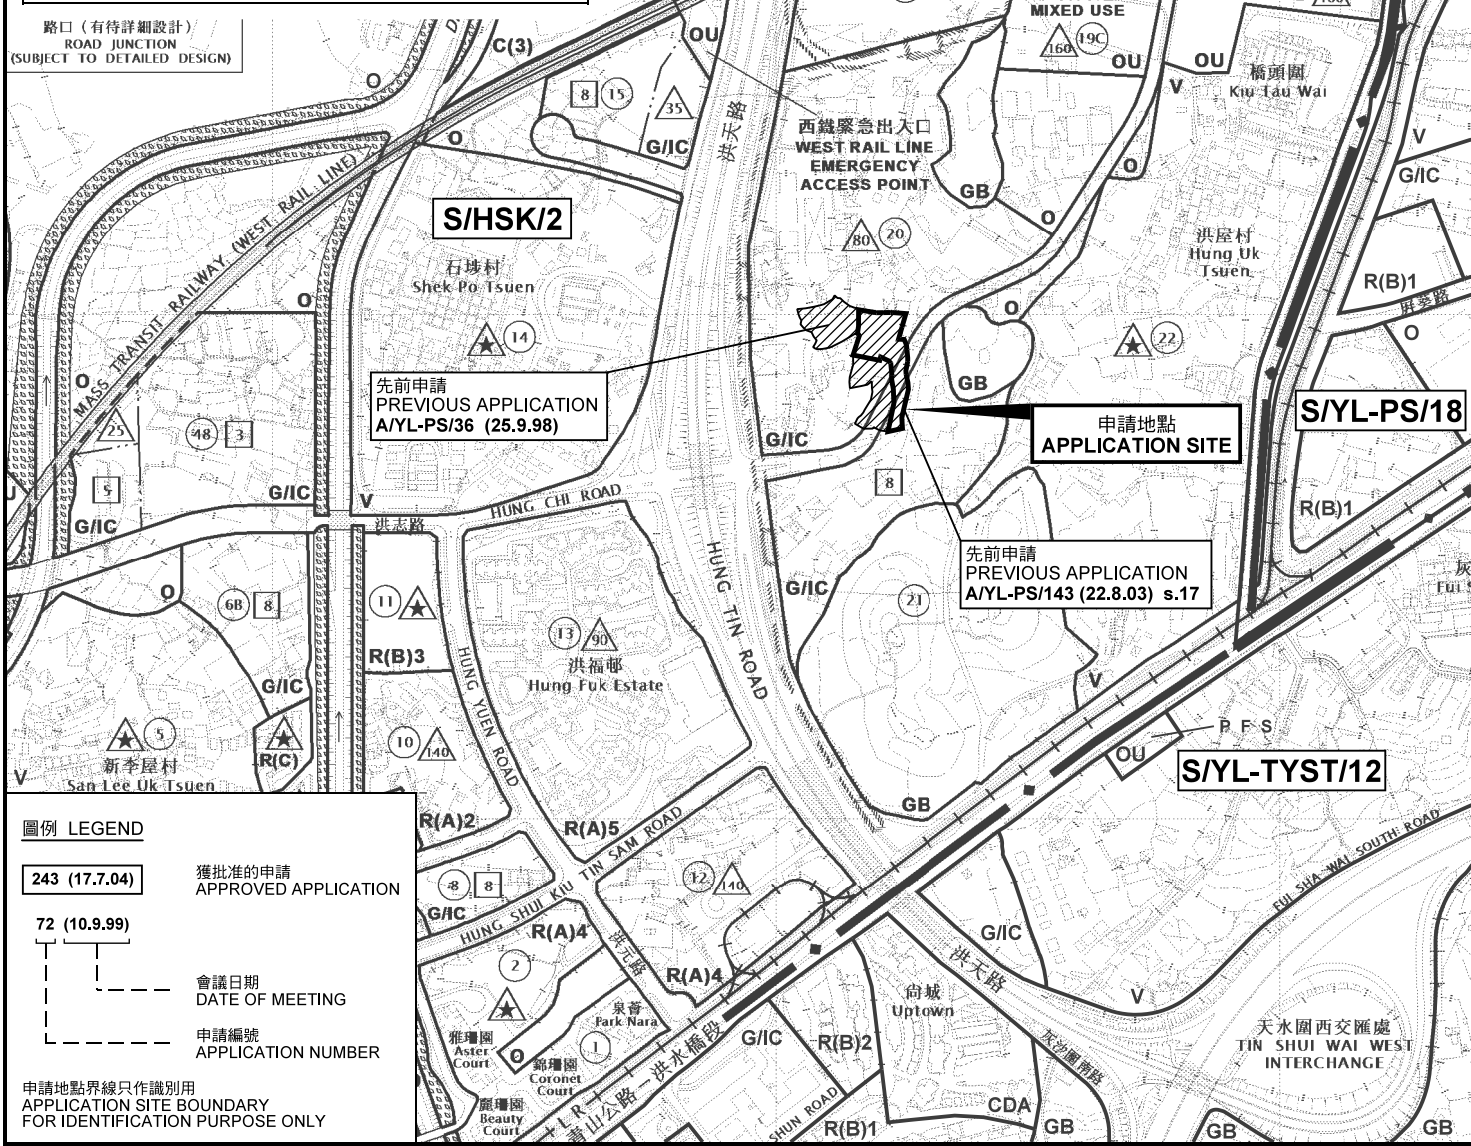 路口（有待詳細設計）
ROAD JUNCTION
(SUBJECT TO DETAILED DESIGN)
C(3)
OU
MIXED USE
160
19C
OU
OU
V
橋頭圍
Kiu Tau Wai
O
8
15
35
G/IC
洪天路
西鐵緊急出入口
WEST RAIL LINE
EMERGENCY
ACCESS POINT
GB
O
O
V
G/IC
O
S/HSK/2
石埗村
Shek Po Tsuen
14
MASS TRANSIT RAILWAY (WEST RAIL LINE)
80
20
O
洪屋村
Hung Uk
Tsuen
22
R(B)1
屏葵路
O
O
O
O
GB
先前申請
PREVIOUS APPLICATION
A/YL-PS/36 (25.9.98)
申請地點
APPLICATION SITE
S/YL-PS/18
25
48
3
5
G/IC
G/IC
V
G/IC
HUNG CHI ROAD
洪志路
8
R(B)1
先前申請
PREVIOUS APPLICATION
A/YL-PS/143 (22.8.03) s.17
HUNG TIN ROAD
G/IC
21
O
6B
8
11
R(B)3
13
90
洪福邨
Hung Fuk Estate
HUNG YUEN ROAD
G/IC
V
5
新李屋村
San Lee Uk Tsuen
V
R(C)
10
140
P F S
OU
S/YL-TYST/12
GB
R(A)2
R(A)5
HUNG SHUI KIU TIN SAM ROAD
12
140
8
8
G/IC
R(A)4
2
洪元路
R(A)4
FUI SHA WAI SOUTH ROAD
G/IC
洪天路
V
尚城
Uptown
泉薈
Park Nara
雅珊園
Aster
Court
O
錦珊園
Coronet
Court
1
麗珊園
Beauty
Court
G/IC
R(B)2
灰沙圍南路
天水圍西交匯處
TIN SHUI WAI WEST
INTERCHANGE
青山公路－洪水橋段
L R
SHUN ROAD
R(B)1
CDA
GB
GB
GB
圖例 LEGEND
243 (17.7.04)
獲批准的申請
APPROVED APPLICATION
72 (10.9.99)
會議日期
DATE OF MEETING
申請編號
APPLICATION NUMBER
申請地點界線只作識別用
APPLICATION SITE BOUNDARY
FOR IDENTIFICATION PURPOSE ONLY